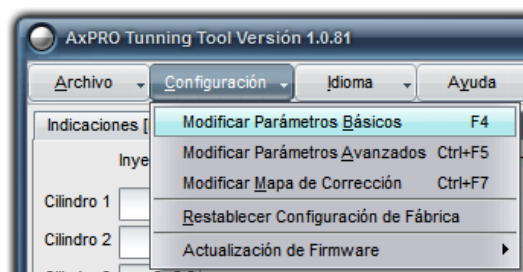 AxPRO Tunning Tool Versión 1.0.81
Archivo Configuración Idioma Ayuda
Indicaciones [
Modificar Parámetros Básicos F4
Inye
Modificar Parámetros Avanzados Ctrl+F5
Modificar Mapa de Corrección Ctrl+F7
Cilindro 1
Restablecer Configuración de Fábrica
Cilindro 2
Actualización de Firmware